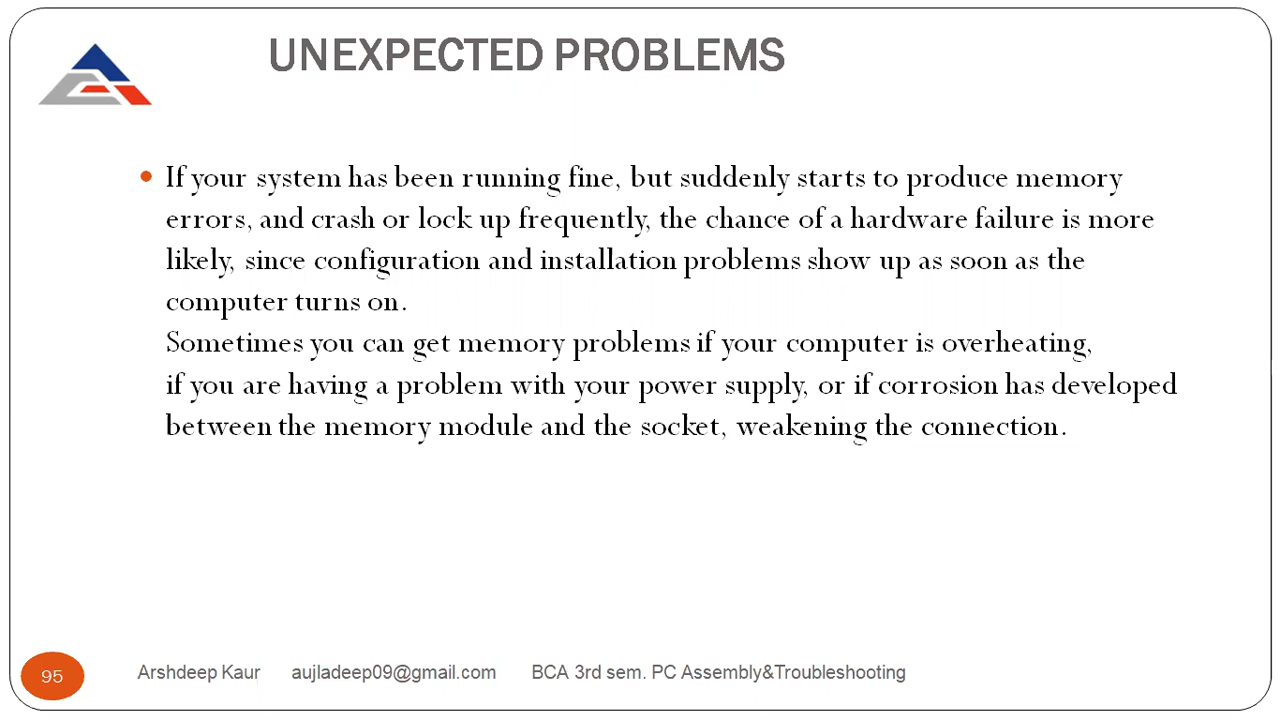 UNEXPECTED PROBLEMS
• If your system has been running fine, but suddenly starts to produce memory
errors, and crash or lock up frequently, the chance of a hardware failure is more
likely, since configuration and installation problems show up as soon as the
computer turns on.
Sometimes you can get memory problems if your computer is overheating,
if you are having a problem with your power supply, or if corrosion has developed
between the memory module and the socket, weakening the connection.
95 Arshdeep Kaur aujladeep09@gmail.com BCA 3rd sem. PC Assembly&Troubleshooting